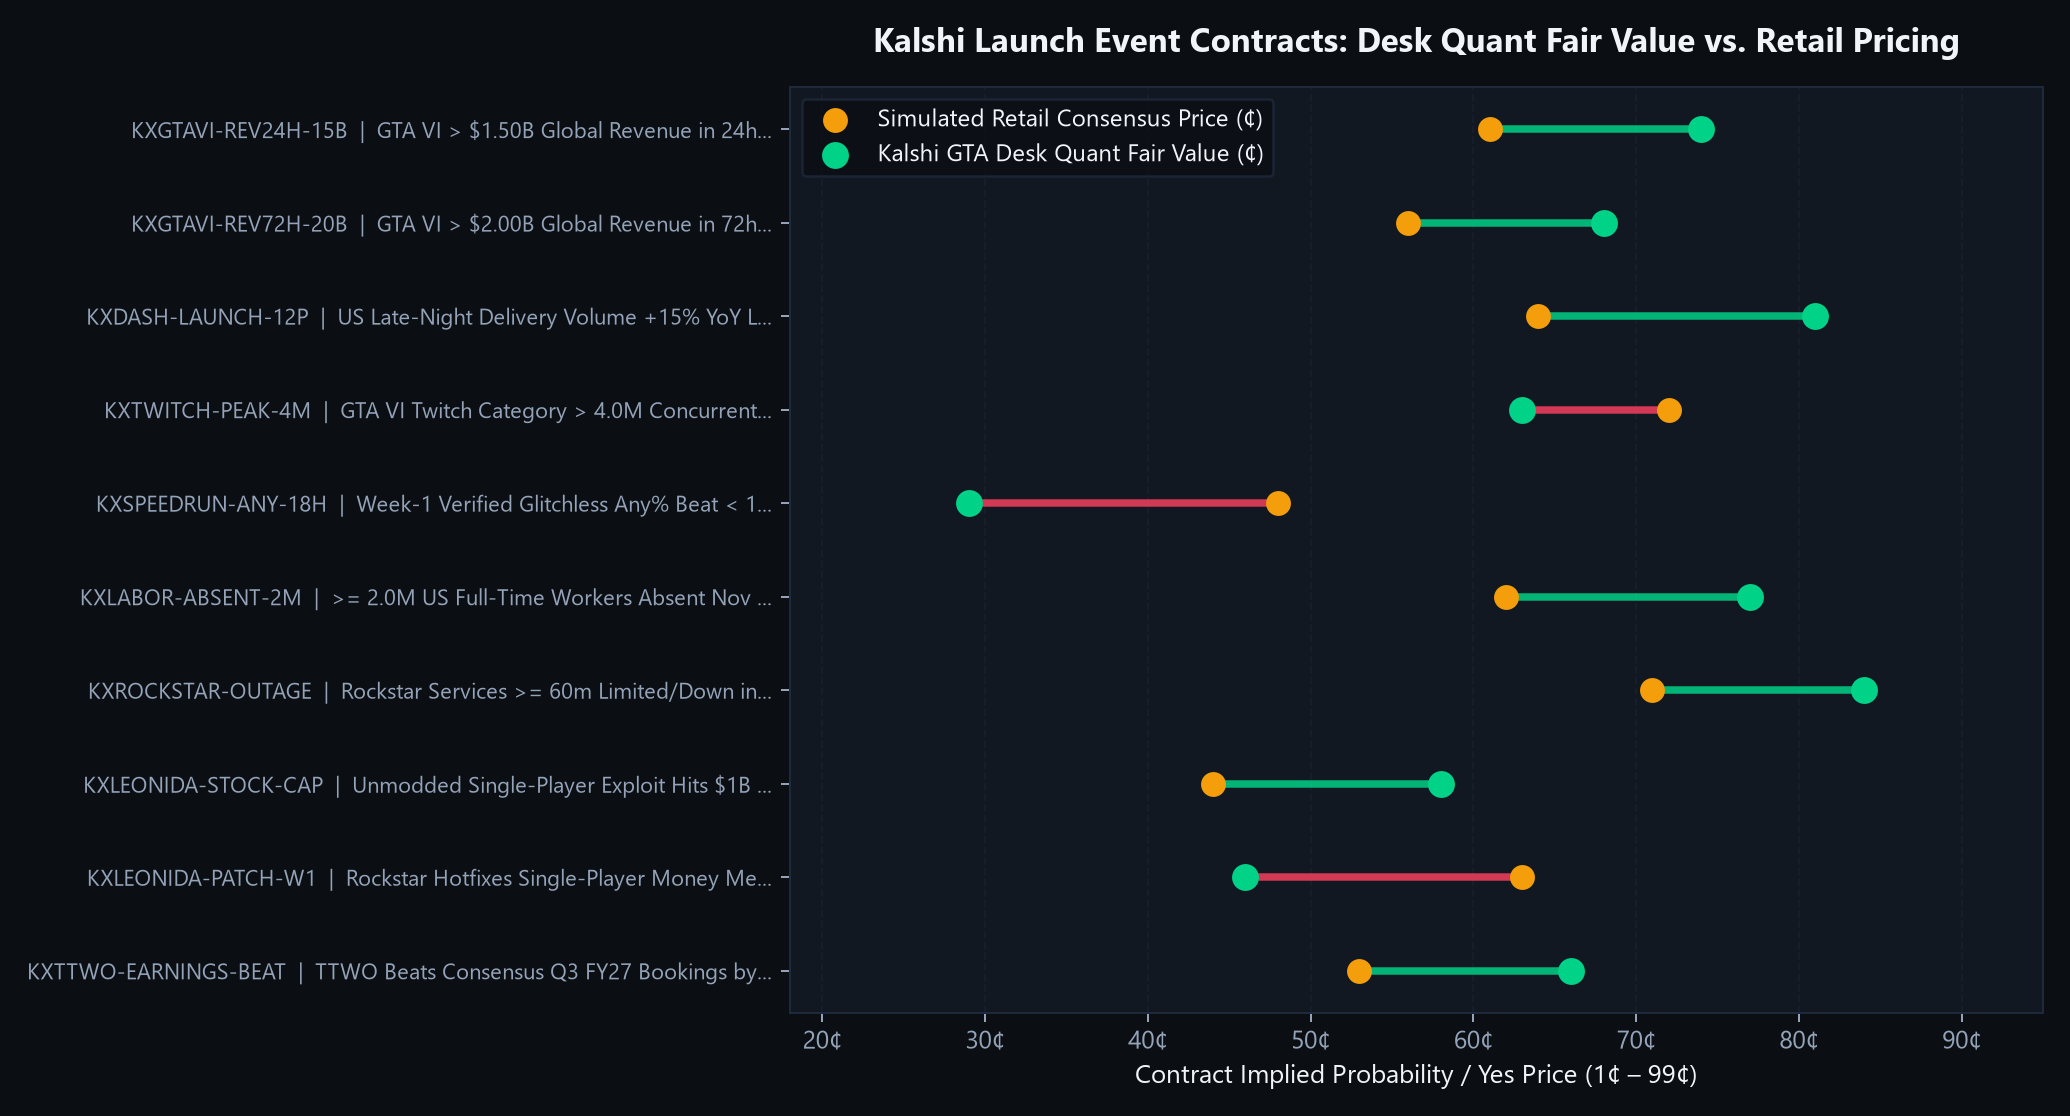 Kalshi Launch Event Contracts: Desk Quant Fair Value vs. Retail Pricing
Simulated Retail Consensus Price (¢)
Kalshi GTA Desk Quant Fair Value (¢)
KXGTAVI-REV24H-15B | GTA VI > $1.50B Global Revenue in 24h...
KXGTAVI-REV72H-20B | GTA VI > $2.00B Global Revenue in 72h...
KXDASH-LAUNCH-12P | US Late-Night Delivery Volume +15% YoY L...
KXTWITCH-PEAK-4M | GTA VI Twitch Category > 4.0M Concurrent...
KXSPEEDRUN-ANY-18H | Week-1 Verified Glitchless Any% Beat < 1...
KXLABOR-ABSENT-2M | >= 2.0M US Full-Time Workers Absent Nov ...
KXROCKSTAR-OUTAGE | Rockstar Services >= 60m Limited/Down in...
KXLEONIDA-STOCK-CAP | Unmodded Single-Player Exploit Hits $1B ...
KXLEONIDA-PATCH-W1 | Rockstar Hotfixes Single-Player Money Me...
KXTTWO-EARNINGS-BEAT | TTWO Beats Consensus Q3 FY27 Bookings by...
20¢ 30¢ 40¢ 50¢ 60¢ 70¢ 80¢ 90¢
Contract Implied Probability / Yes Price (1¢ – 99¢)